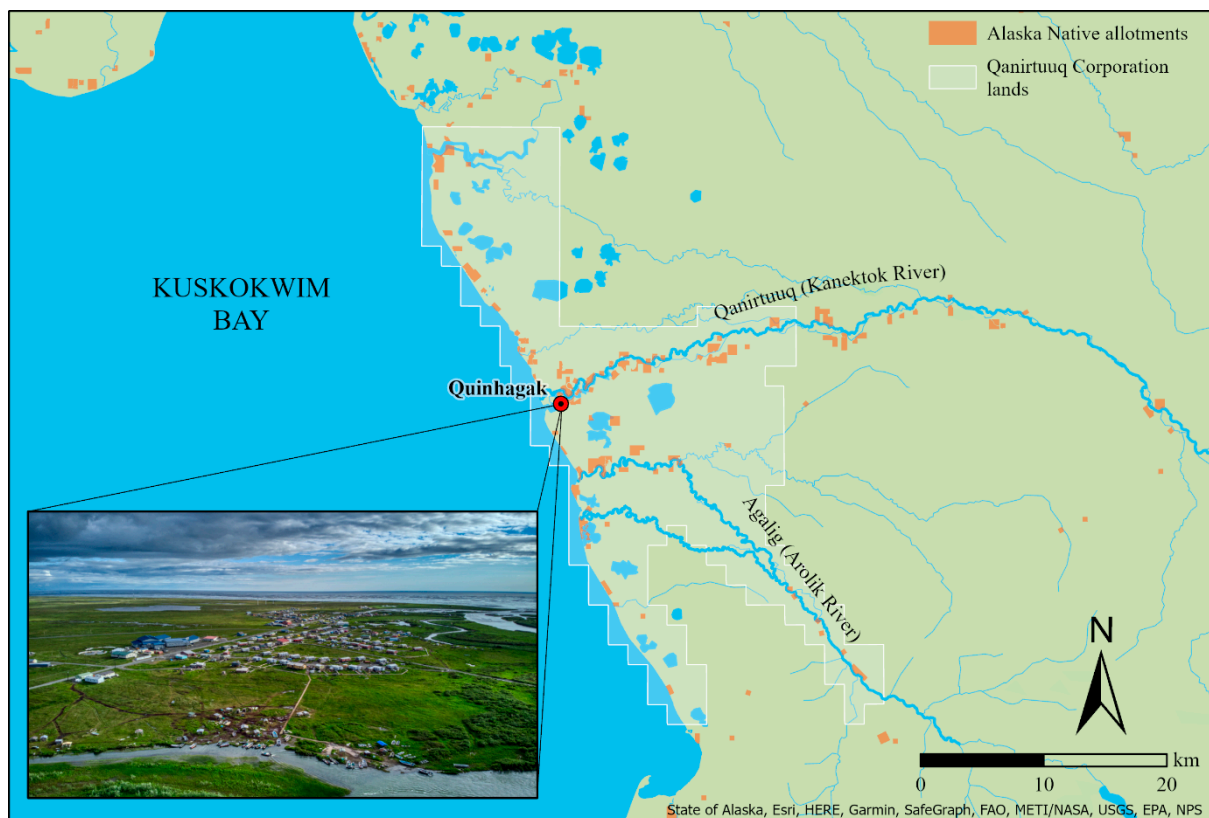 Alaska Native allotments
Qanirtuuq Corporation
lands
KUSKOKWIM
BAY
Qanirtuuq (Kanektok River)
Quinhagak
Agalig (Arolik River)
N
km
0 10 20
State of Alaska, Esri, HERE, Garmin, SafeGraph, FAO, METI/NASA, USGS, EPA, NPS